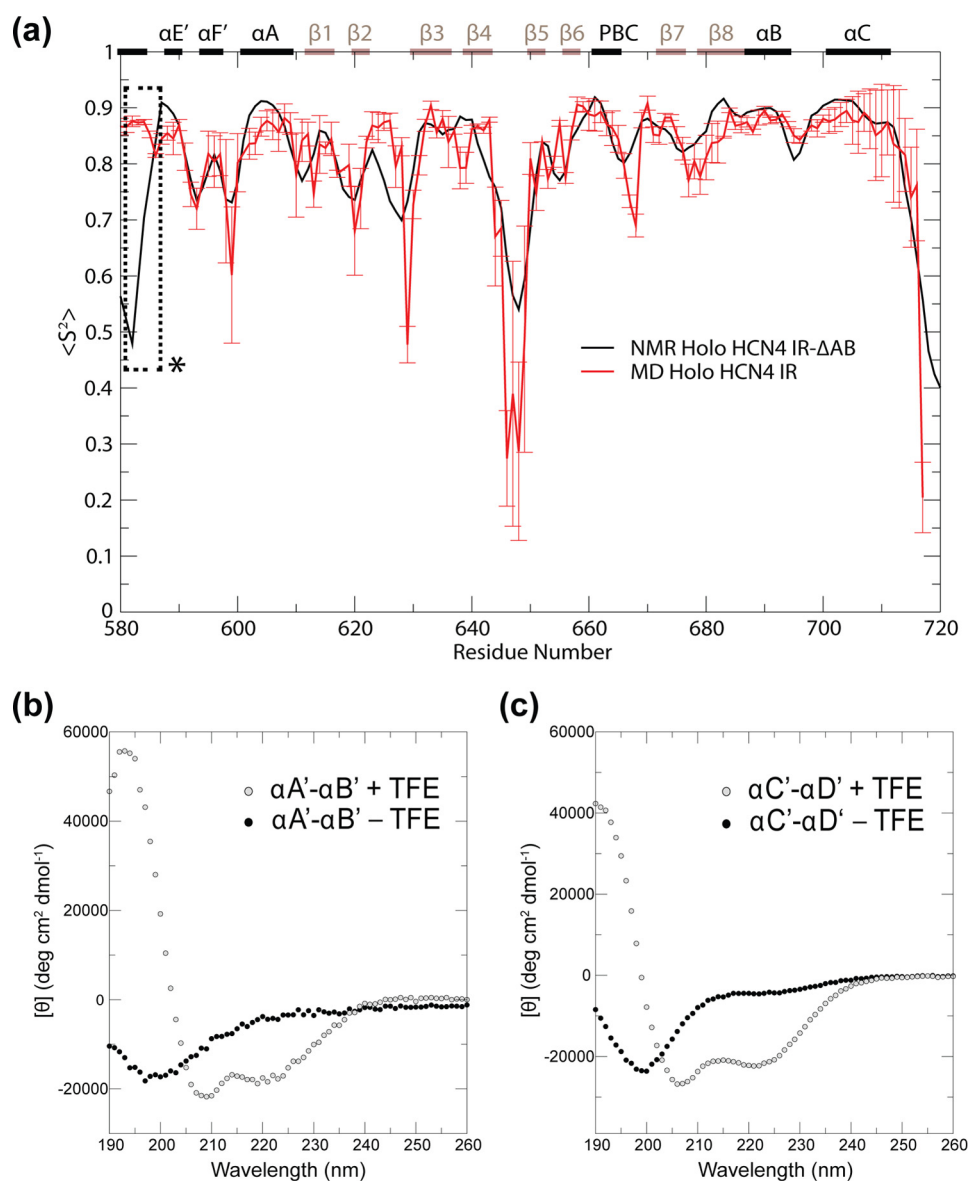 (a)
αE' αF' αA β1 β2 β3 β4 β5 β6 PBC β7 β8 αB αC
1
0.9
0.8
0.7
0.6
0.5
0.4
0.3
0.2
0.1
0
<S²>
*
NMR Holo HCN4 IR-ΔAB
MD Holo HCN4 IR
580 600 620 640 660 680 700 720
Residue Number
(b)
60000
40000
20000
0
-20000
[θ] (deg cm² dmol⁻¹)
αA'-αB' + TFE
αA'-αB' – TFE
190 200 210 220 230 240 250 260
Wavelength (nm)
(c)
60000
40000
20000
0
-20000
[θ] (deg cm² dmol⁻¹)
αC'-αD' + TFE
αC'-αD‘ – TFE
190 200 210 220 230 240 250 260
Wavelength (nm)